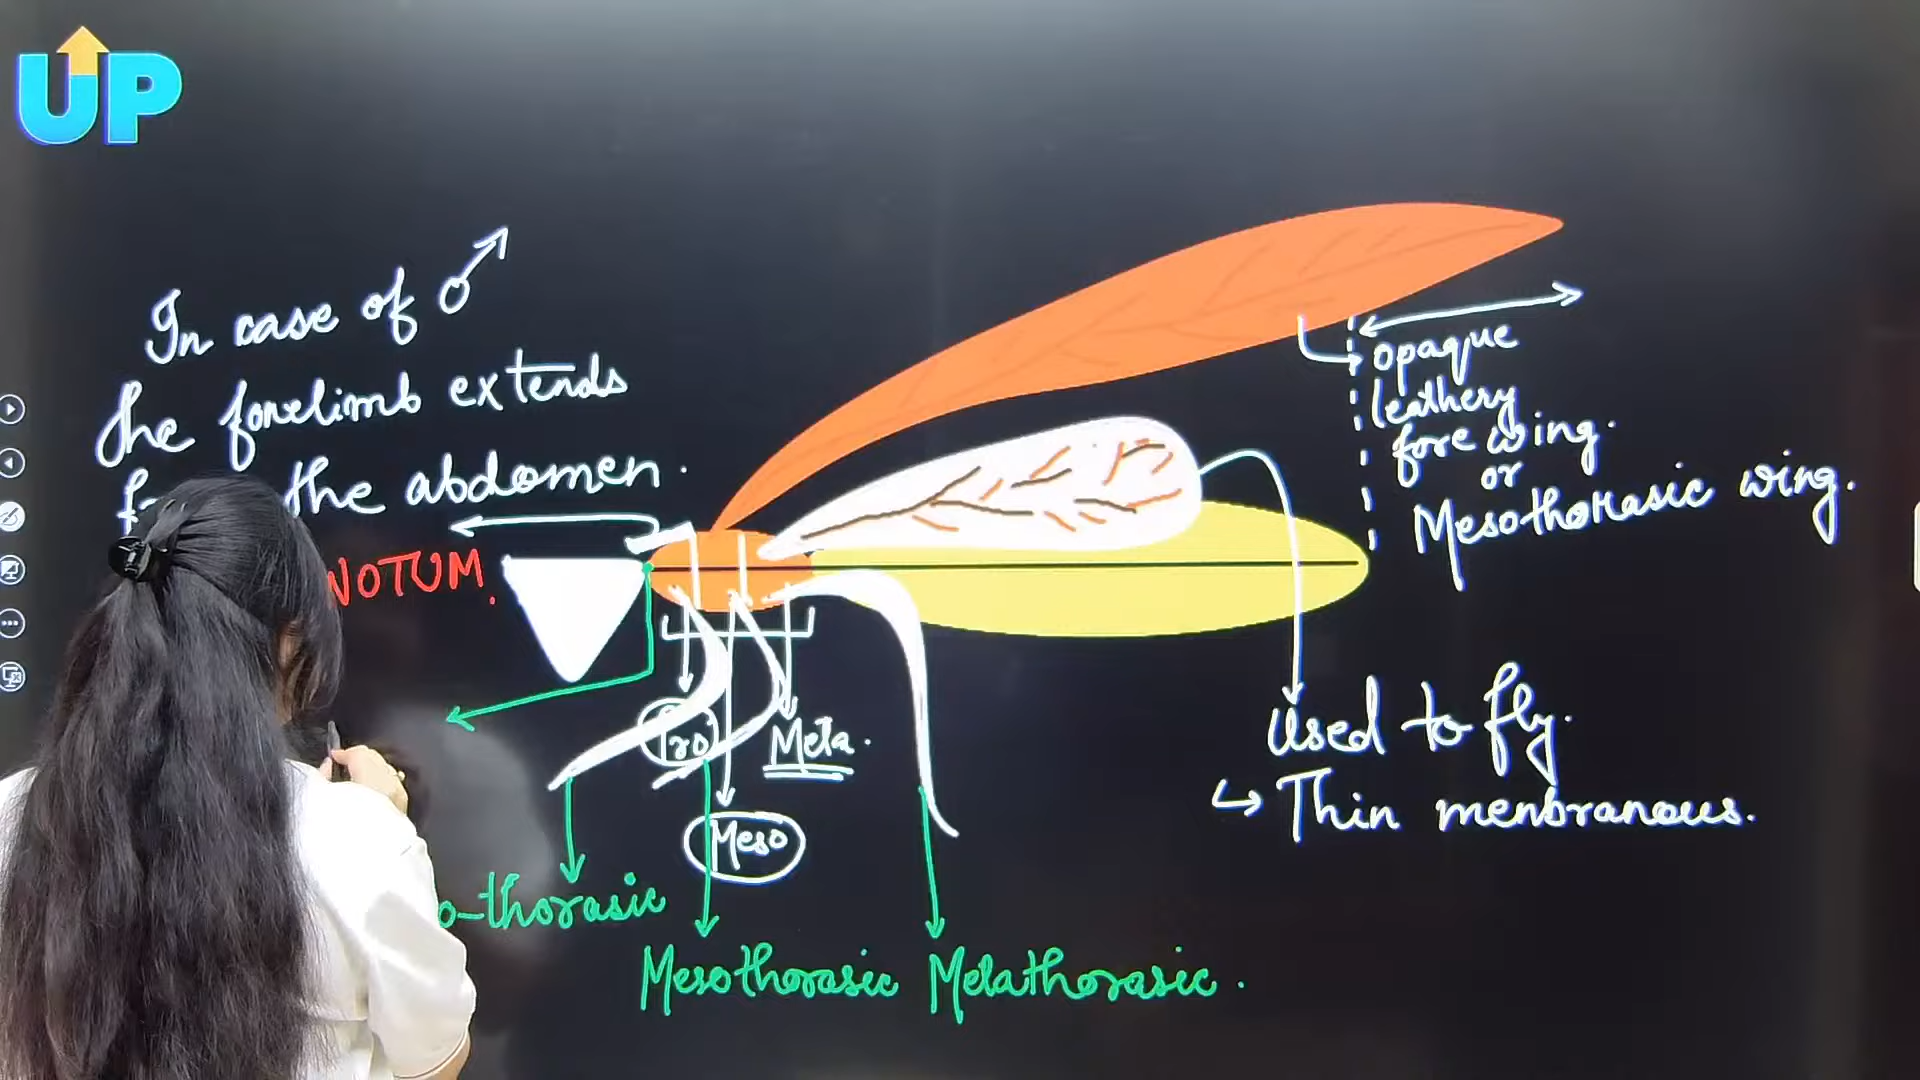 UP
In case of ♂
the forelimb extends
the abdomen.
NOTUM.
opaque
leathery
fore wing.
or
Mesothorasic wing.
Pro
Meta.
Meso
Used to fly.
↳ Thin menbranous.
o-thorasic
Mesothorasic Metathorasic.